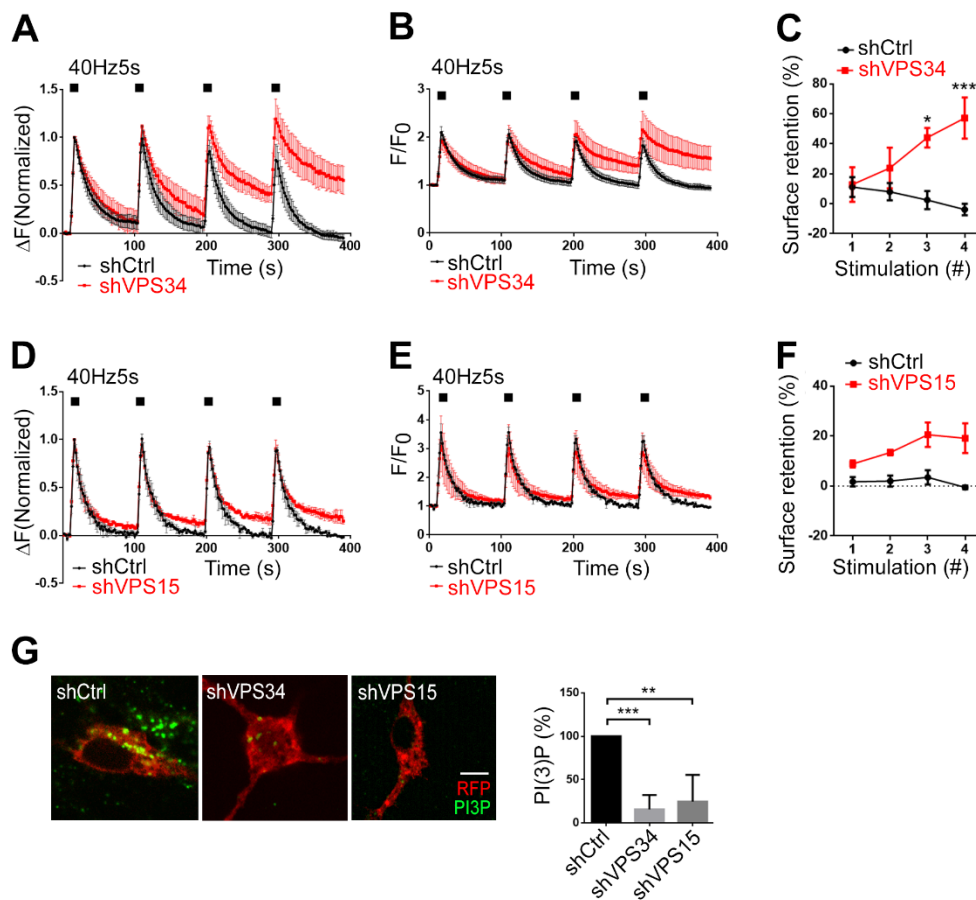 A
40Hz5s
ΔF(Normalized)
1.5
1.0
0.5
0.0
-0.5
100 200 300 400
Time (s)
shCtrl
shVPS34
B
40Hz5s
F/F0
3
2
1
0
0 100 200 300 400
Time (s)
shCtrl
shVPS34
C
shCtrl
shVPS34
Surface retention (%)
80
60
40
20
0
-20
* ***
1 2 3 4
Stimulation (#)
D
40Hz5s
ΔF(Normalized)
1.5
1.0
0.5
0.0
-0.5
100 200 300 400
Time (s)
shCtrl
shVPS15
E
40Hz5s
F/F0
5
4
3
2
1
0
0 100 200 300 400
Time (s)
shCtrl
shVPS15
F
shCtrl
shVPS15
Surface retention (%)
40
20
0
-20
1 2 3 4
Stimulation (#)
G
shCtrl
shVPS34
shVPS15
RFP
PI3P
PI(3)P (%)
150
100
50
0
**
***
shCtrl
shVPS34
shVPS15